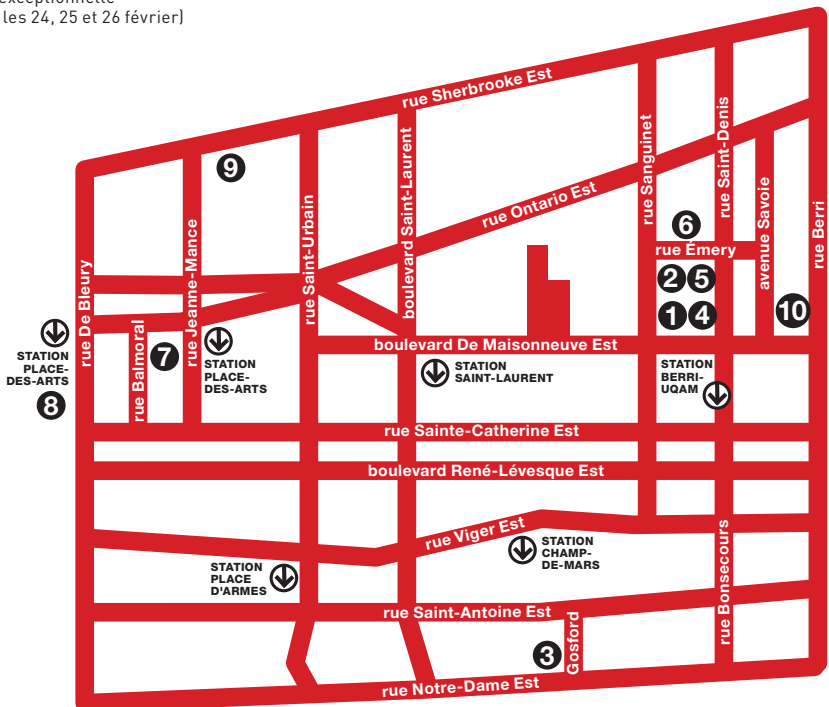 exceptionnelle
les 24, 25 et 26 février)
rue Sherbrooke Est
rue Sanguinet
rue Saint-Denis
9
boulevard Saint-Laurent
rue Ontario Est
avenue Savoie
rue Berri
rue Jeanne-Mance
rue Saint-Urbain
6
rue Émery
rue De Bleury
2
5
1
4
10
STATION
PLACE-
DES-ARTS
8
rue Balmoral
7
STATION
PLACE-
DES-ARTS
boulevard De Maisonneuve Est
STATION
SAINT-LAURENT
STATION
BERRI-
UQAM
rue Sainte-Catherine Est
boulevard René-Lévesque Est
rue Viger Est
STATION
CHAMP-
DE-MARS
STATION
PLACE
D'ARMES
rue Bonsecours
rue Saint-Antoine Est
Gosford
3
rue Notre-Dame Est